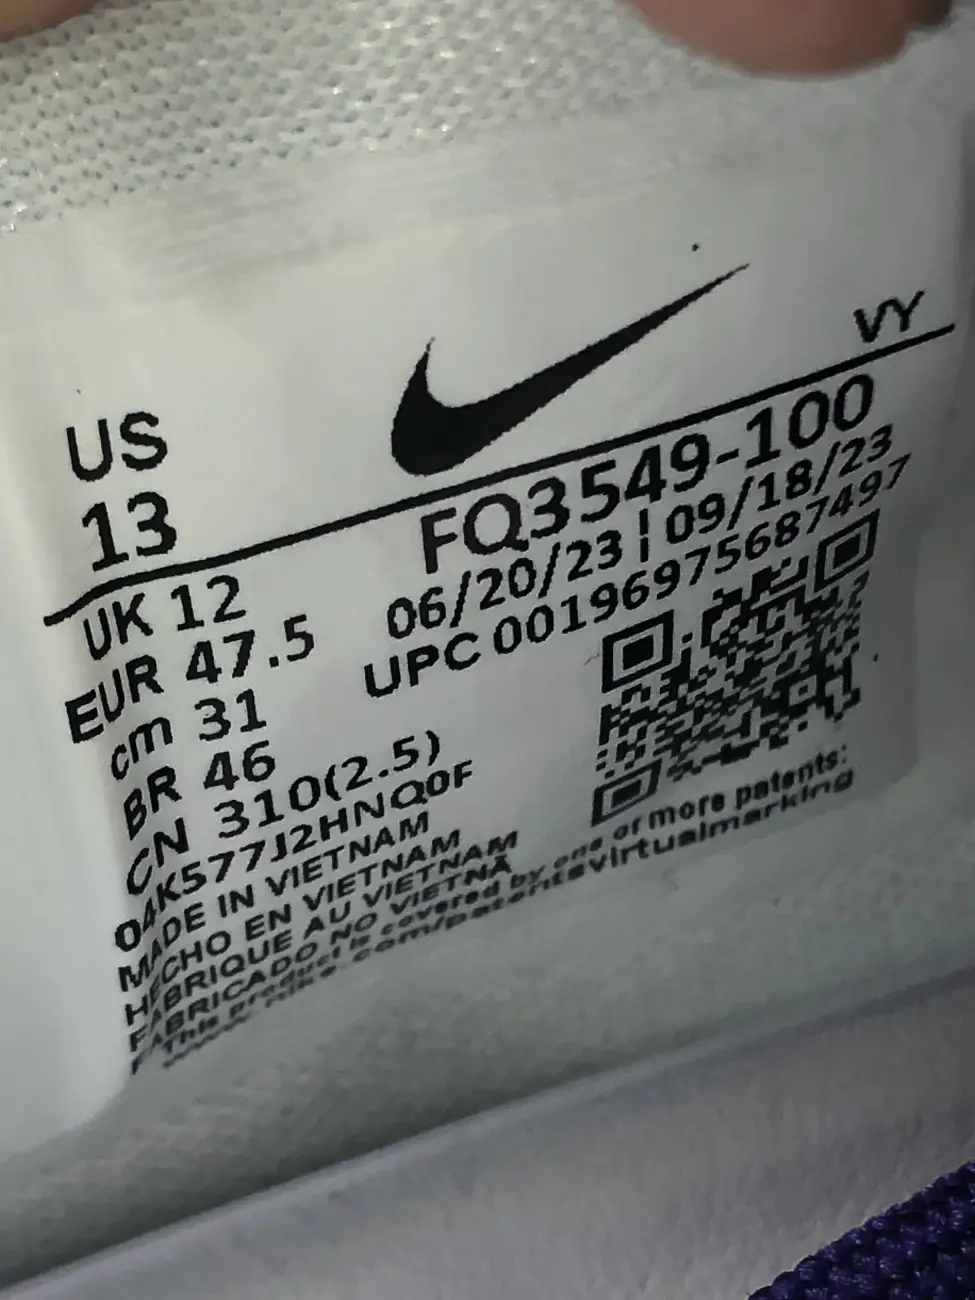 VY
US
13
FQ3549-100
06/20/23 | 09/18/23
UPC 00196975687497
UK 12
EUR 47.5
cm 31
BR 46
CN 310(2.5)
04K577J2HNQ0F
MADE IN VIETNAM
HECHO EN VIETNAM
FABRIQUE AU VIETNAM
FABRICADO NO VIETNÃ
This product is covered by one or more patents:
www.nike.com/patentsvirtualmarking